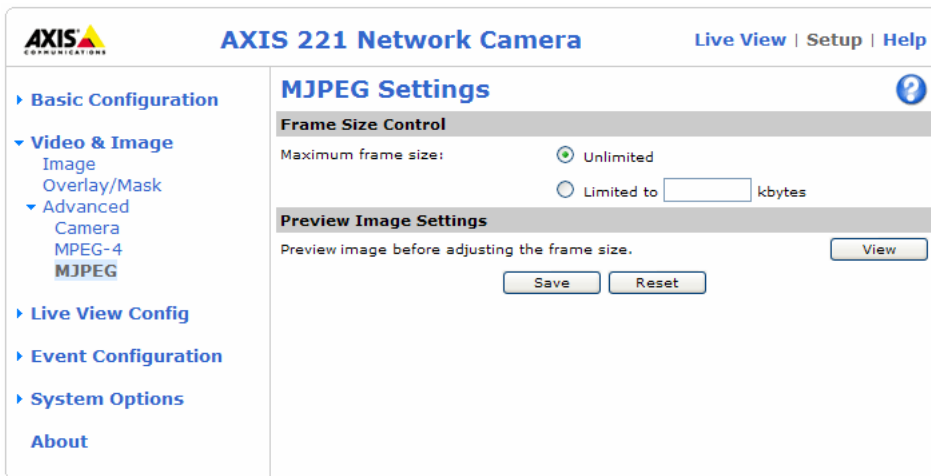 AXIS
COMMUNICATIONS
AXIS 221 Network Camera
Live View | Setup | Help
Basic Configuration
Video & Image
Image
Overlay/Mask
Advanced
Camera
MPEG-4
MJPEG
Live View Config
Event Configuration
System Options
About
MJPEG Settings
?
Frame Size Control
Maximum frame size:
Unlimited
Limited to kbytes
Preview Image Settings
Preview image before adjusting the frame size.
View
Save Reset